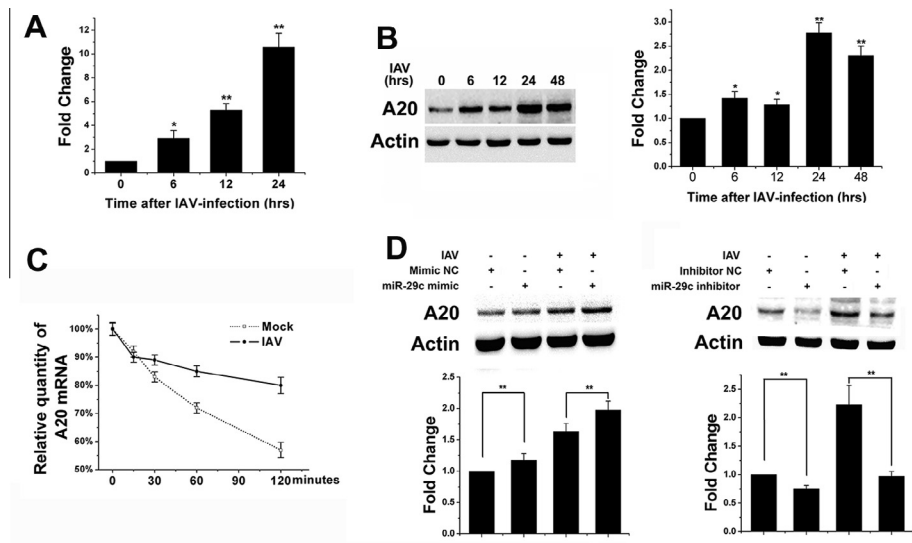 A
Fold Change
12
10
8
6
4
2
0
*
**
**
0 6 12 24
Time after IAV-infection (hrs)
B
IAV (hrs) 0 6 12 24 48
A20
Actin
Fold Change
3.0
2.5
2.0
1.5
1.0
0.5
0.0
*
*
**
**
0 6 12 24 48
Time after IAV-infection (hrs)
C
Relative quantity of
A20 mRNA
100%
90%
80%
70%
60%
50%
Mock
IAV
0 30 60 90 120 minutes
D
IAV - - + +
Mimic NC + - + -
miR-29c mimic - + - +
A20
Actin
Fold Change
2.5
2.0
1.5
1.0
0.5
0.0
**
**
IAV - - + +
Inhibitor NC + - + -
miR-29c inhibitor - + - +
A20
Actin
Fold Change
3.0
2.5
2.0
1.5
1.0
0.5
0.0
**
**